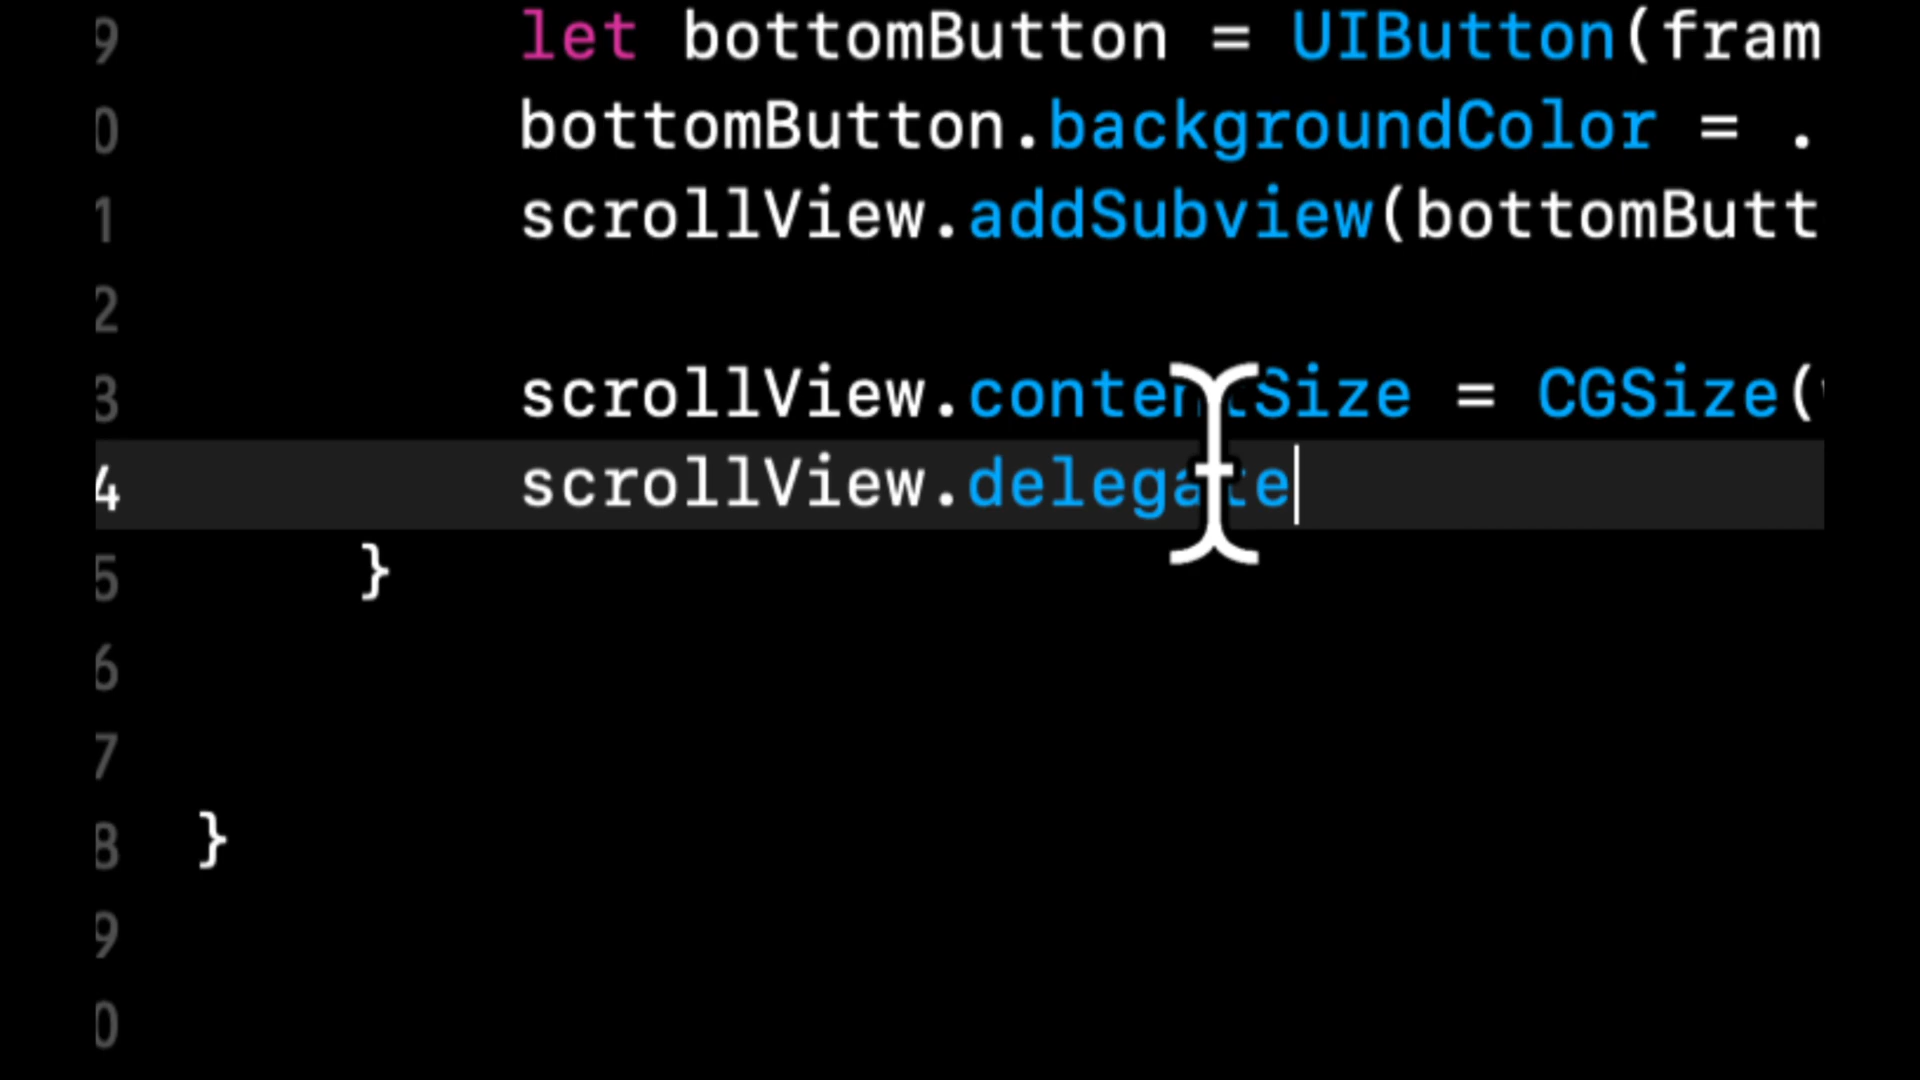 9 let bottomButton = UIButton(fram
0 bottomButton.backgroundColor = .
1 scrollView.addSubview(bottomButt
2
3 scrollView.contentSize = CGSize(
4 scrollView.delegate
5 }
6
7
8 }
9
0